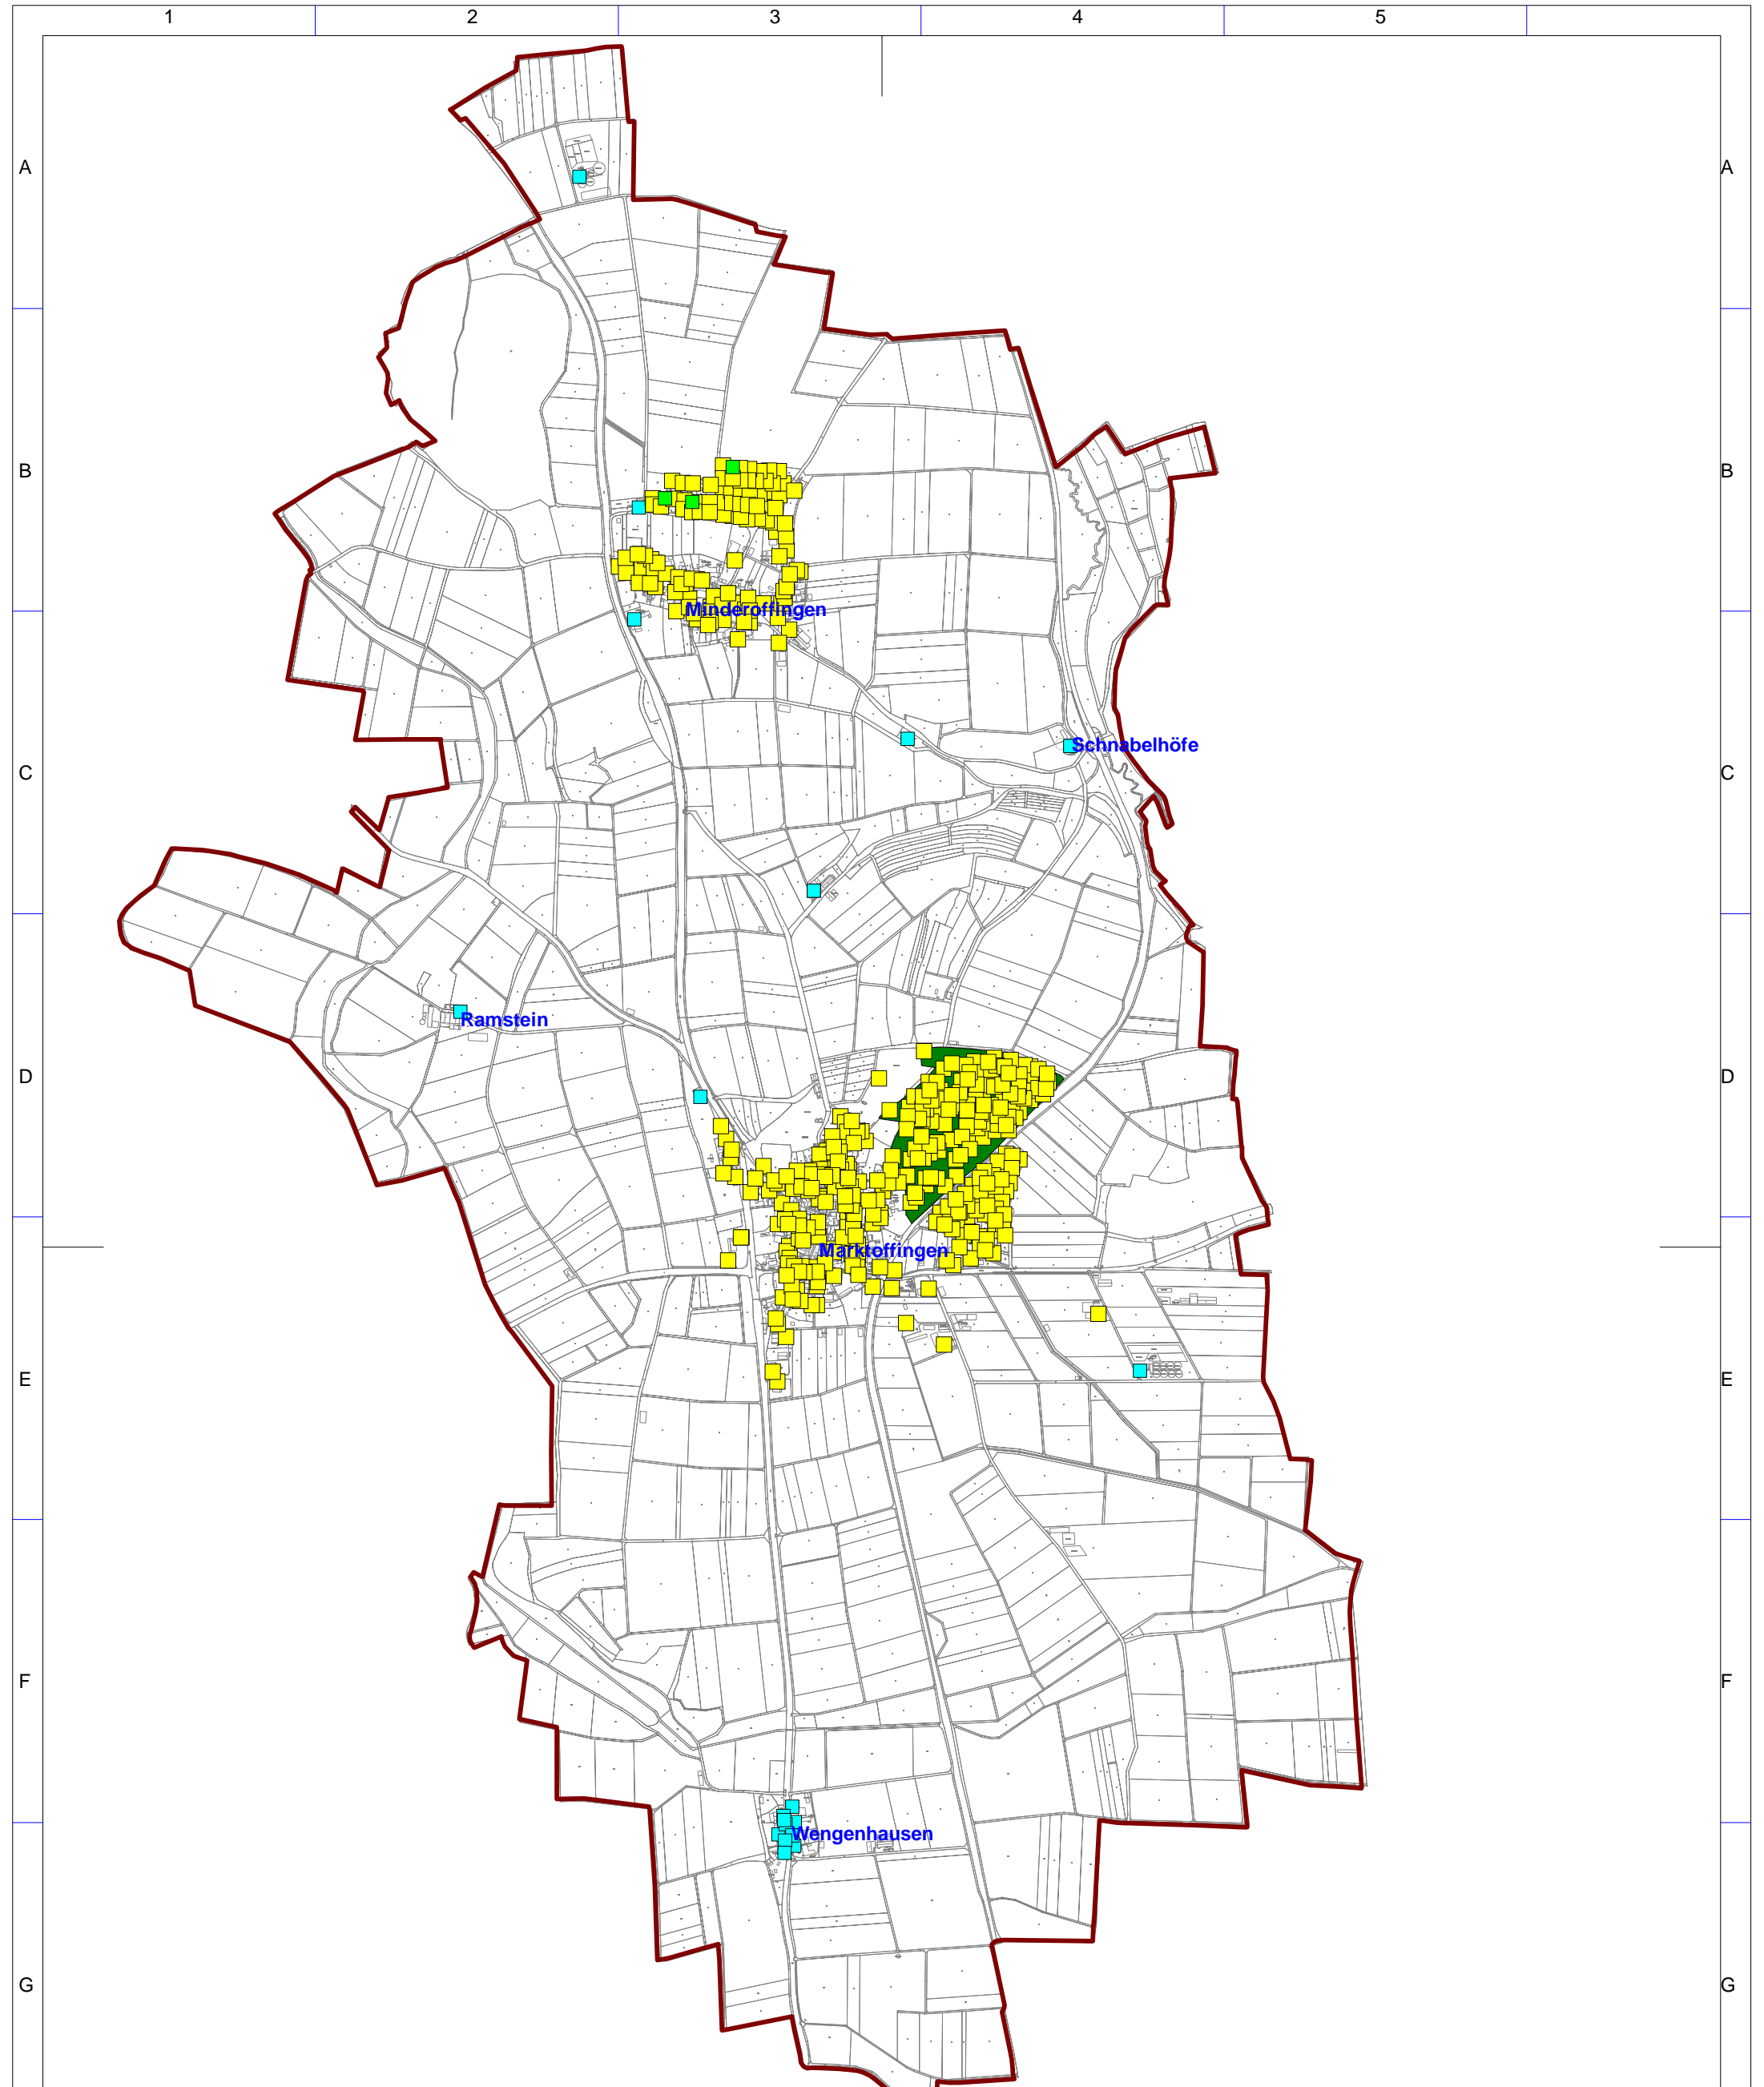 1 2 3 4 5
A A
B B
Minderoffingen
Schnabelhöfe
C C
Ramstein
D D
Marktoffingen
E E
F F
Wengenhausen
G G